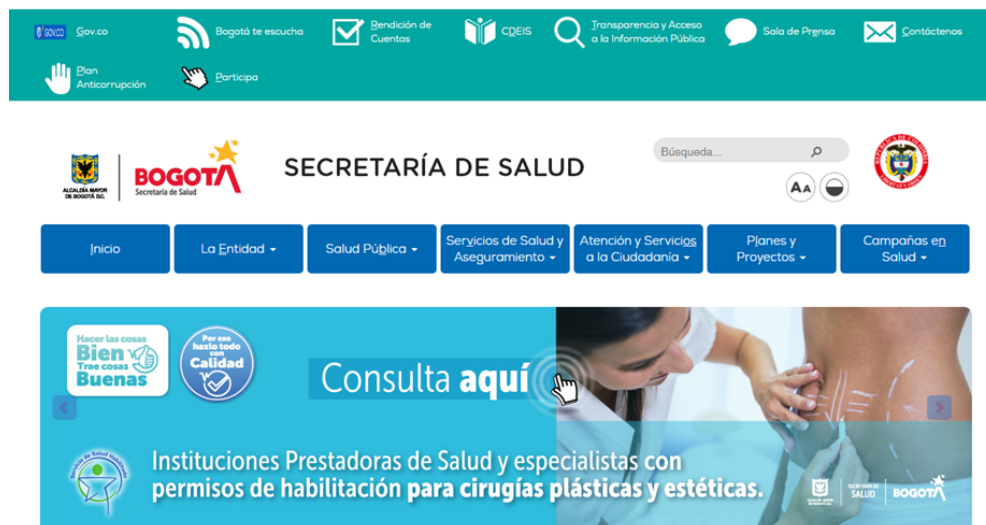 GOV.CO
Gov.co
Bogotá te escucha
Rendición de
Cuentas
CDEIS
Transparencia y Acceso
a la Información Pública
Sala de Prensa
Contáctenos
Plan
Anticorrupción
Participa
ALCALDÍA MAYOR
DE BOGOTÁ D.C.
BOGOTÁ
Secretaría de Salud
SECRETARÍA DE SALUD
Búsqueda...
AA
Inicio
La Entidad
Salud Pública
Servicios de Salud y
Aseguramiento
Atención y Servicios
a la Ciudadanía
Planes y
Proyectos
Campañas en
Salud
Hacer las cosas
Bien
Trae cosas
Buenas
Por eso
hazlo todo
con
Calidad
Consulta aquí
Instituciones Prestadoras de Salud y especialistas con
permisos de habilitación para cirugías plásticas y estéticas.
SALUD
BOGOTÁ